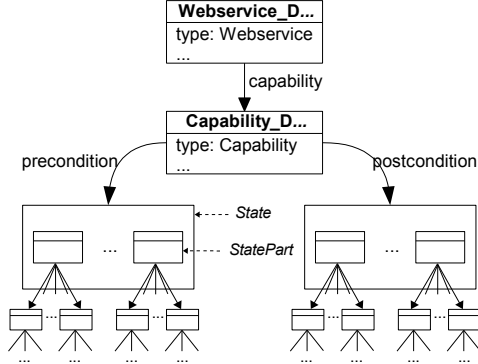 Webservice_D...
type: Webservice
...
capability
Capability_D...
type: Capability
...
precondition
postcondition
State
StatePart
...
...
... ... ... ...
... ... ... ...
... ... ... ...